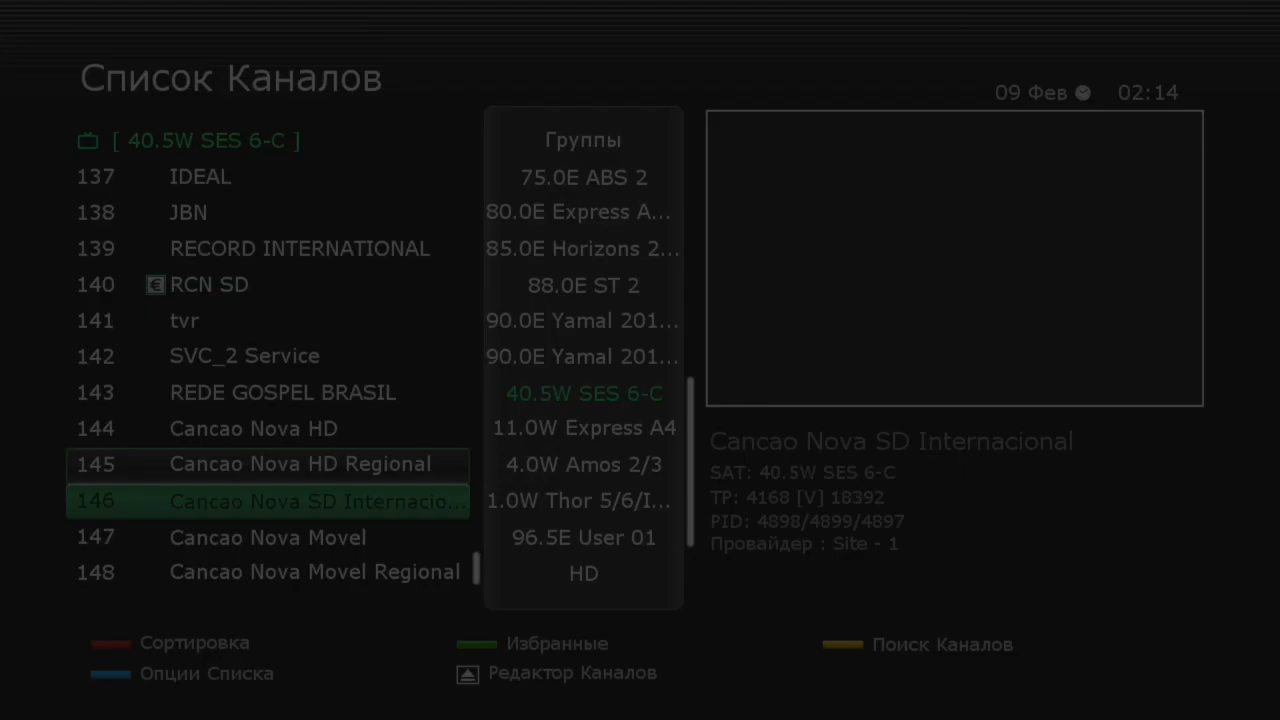 Список Каналов
09 Фев 02:14
[ 40.5W SES 6-C ]
137 IDEAL
138 JBN
139 RECORD INTERNATIONAL
140 € RCN SD
141 tvr
142 SVC_2 Service
143 REDE GOSPEL BRASIL
144 Cancao Nova HD
145 Cancao Nova HD Regional
146 Cancao Nova SD Internacio...
147 Cancao Nova Movel
148 Cancao Nova Movel Regional
Группы
75.0E ABS 2
80.0E Express A...
85.0E Horizons 2...
88.0E ST 2
90.0E Yamal 201...
90.0E Yamal 201...
40.5W SES 6-C
11.0W Express A4
4.0W Amos 2/3
1.0W Thor 5/6/I...
96.5E User 01
HD
Cancao Nova SD Internacional
SAT: 40.5W SES 6-C
TP: 4168 [V] 18392
PID: 4898/4899/4897
Провайдер : Site - 1
Сортировка
Избранные
Поиск Каналов
Опции Списка
Редактор Каналов